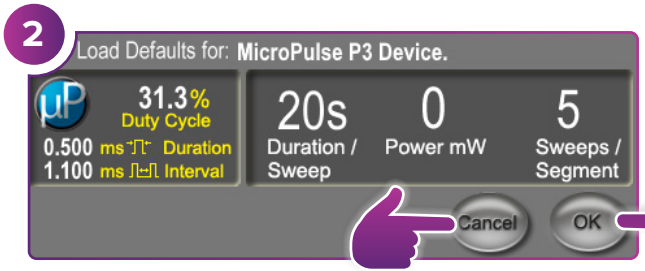 2
Load Defaults for: MicroPulse P3 Device.
µP
31.3%
Duty Cycle
0.500 ms Duration
1.100 ms Interval
20s
Duration /
Sweep
0
Power mW
5
Sweeps /
Segment
Cancel
OK